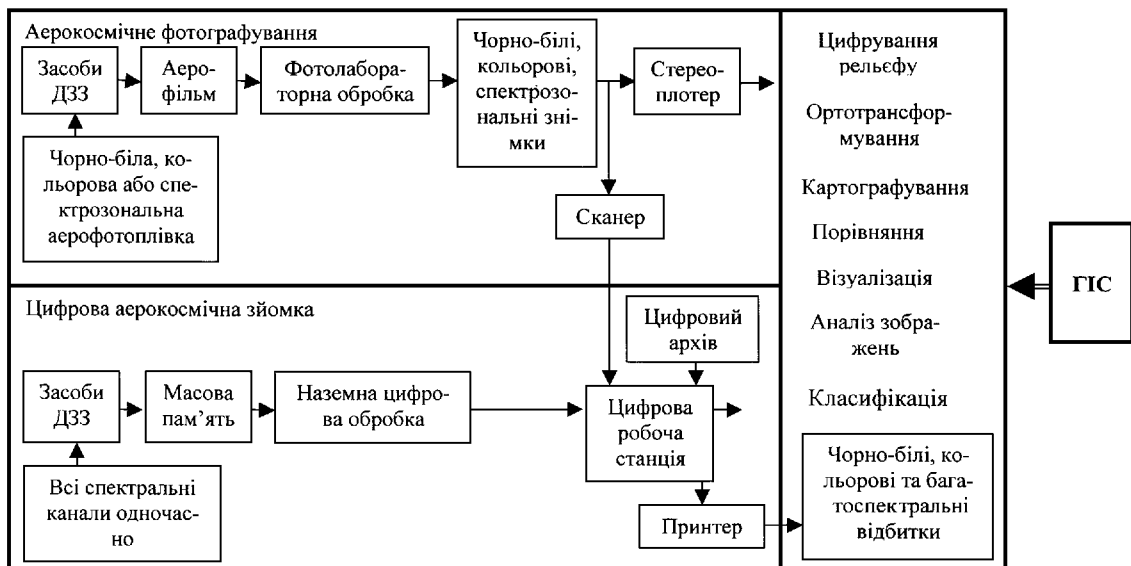 Аерокосмічне фотографування
Засоби
ДЗЗ
Аеро-
фільм
Фотолабора-
торна обробка
Чорно-білі,
кольорові,
спектрозо-
нальні зні-
мки
Стерео-
плотер
Чорно-біла, ко-
льорова або спе-
ктрозональна
аерофотоплівка
Сканер
Цифрова аерокосмічна зйомка
Цифровий
архів
Засоби
ДЗЗ
Масова
пам’ять
Наземна цифро-
ва обробка
Цифрова
робоча
станція
Всі спектральні
канали одночас-
но
Принтер
Цифрування
рельєфу
Ортотрансфор-
мування
Картографування
Порівняння
Візуалізація
Аналіз зобра-
жень
Класифікація
Чорно-білі, ко-
льорові та бага-
тоспектральні
відбитки
ГІС